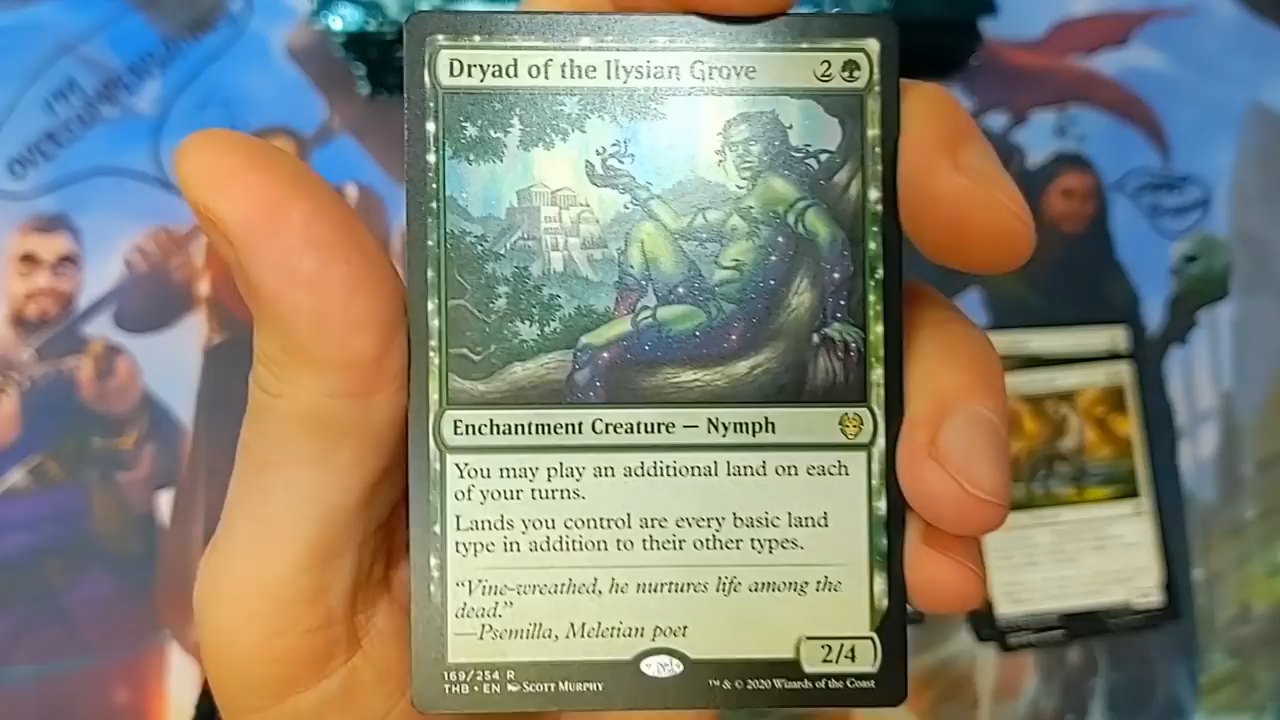 I'M
Dryad of the Ilysian Grove 2
Enchantment Creature — Nymph
You may play an additional land on each
of your turns.
Lands you control are every basic land
type in addition to their other types.
“Vine-wreathed, he nurtures life among the
dead.”
—Psemilla, Meletian poet
2/4
169/254 R
THB • EN Scott Murphy
™ & © 2020 Wizards of the Coast